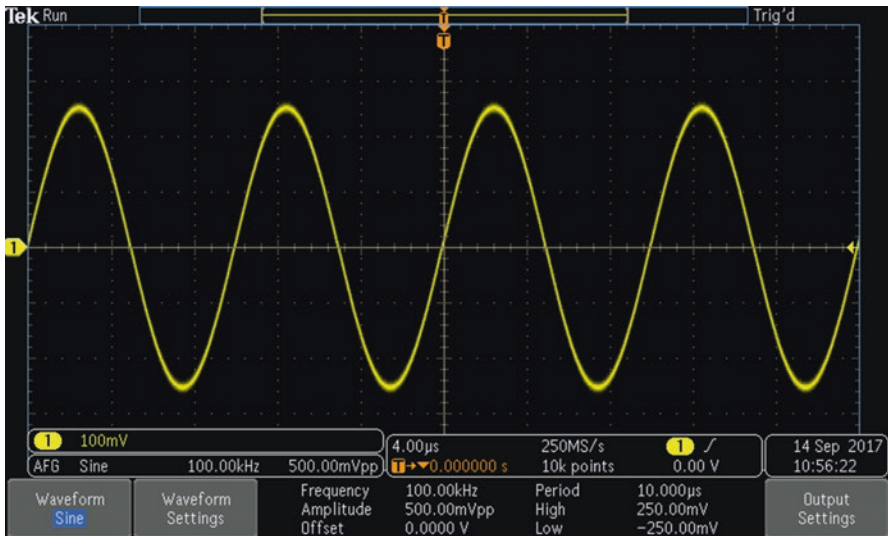 Tek Run Trig'd
T
T
1
1 100mV
AFG Sine 100.00kHz 500.00mVpp
4.00µs 250MS/s 1 ∫
T→▼0.000000 s 10k points 0.00 V
14 Sep 2017
10:56:22
Waveform
Sine
Waveform
Settings
Frequency 100.00kHz Period 10.000µs
Amplitude 500.00mVpp High 250.00mV
Offset 0.0000 V Low -250.00mV
Output
Settings